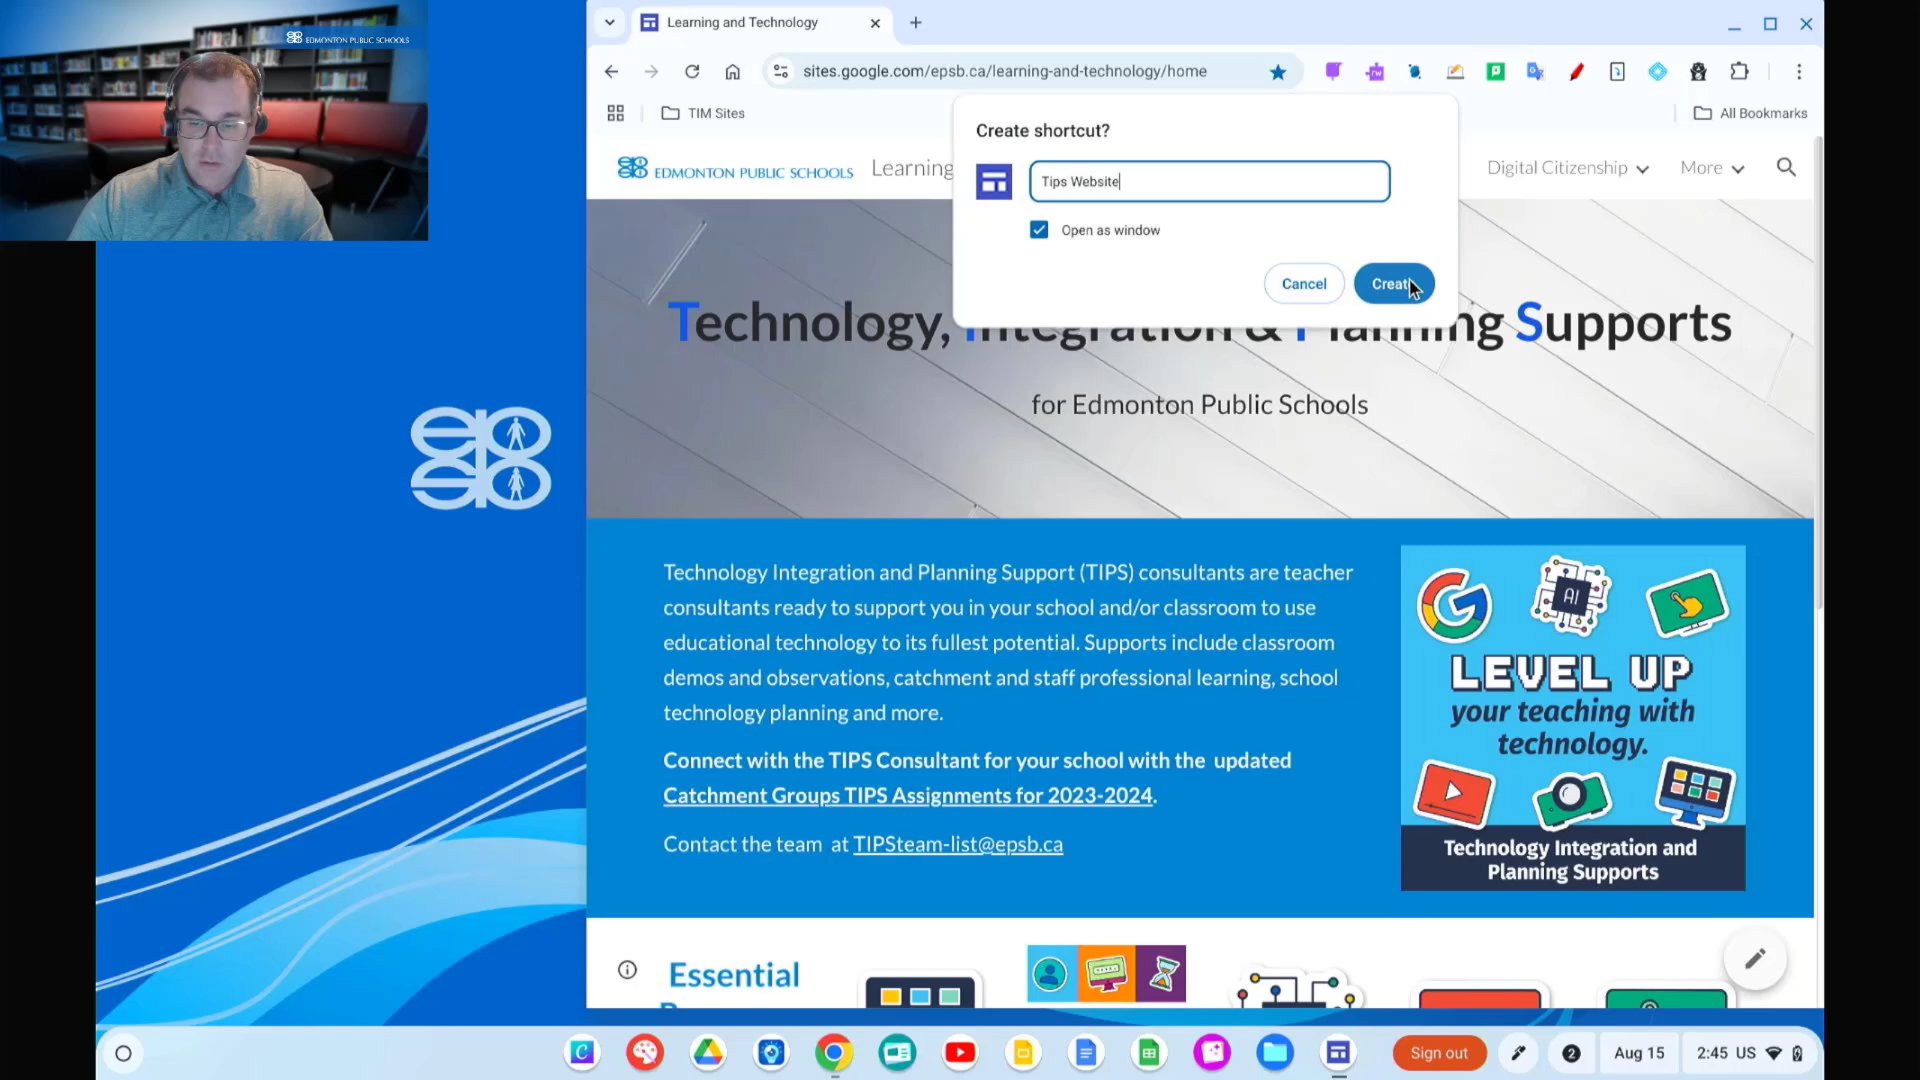 EDMONTON PUBLIC SCHOOLS
Learning and Technology
sites.google.com/epsb.ca/learning-and-technology/home
TIM Sites
All Bookmarks
Create shortcut?
Tips Website
Open as window
Cancel
Create
EDMONTON PUBLIC SCHOOLS
Learning
Digital Citizenship
More
Technology, Integration & Planning Supports
for Edmonton Public Schools
Technology Integration and Planning Support (TIPS) consultants are teacher
consultants ready to support you in your school and/or classroom to use
educational technology to its fullest potential. Supports include classroom
demos and observations, catchment and staff professional learning, school
technology planning and more.
Connect with the TIPS Consultant for your school with the updated
Catchment Groups TIPS Assignments for 2023-2024.
Contact the team at TIPSteam-list@epsb.ca
AI
LEVEL UP
your teaching with
technology.
Technology Integration and
Planning Supports
Essential
Sign out
2
Aug 15
2:45 US